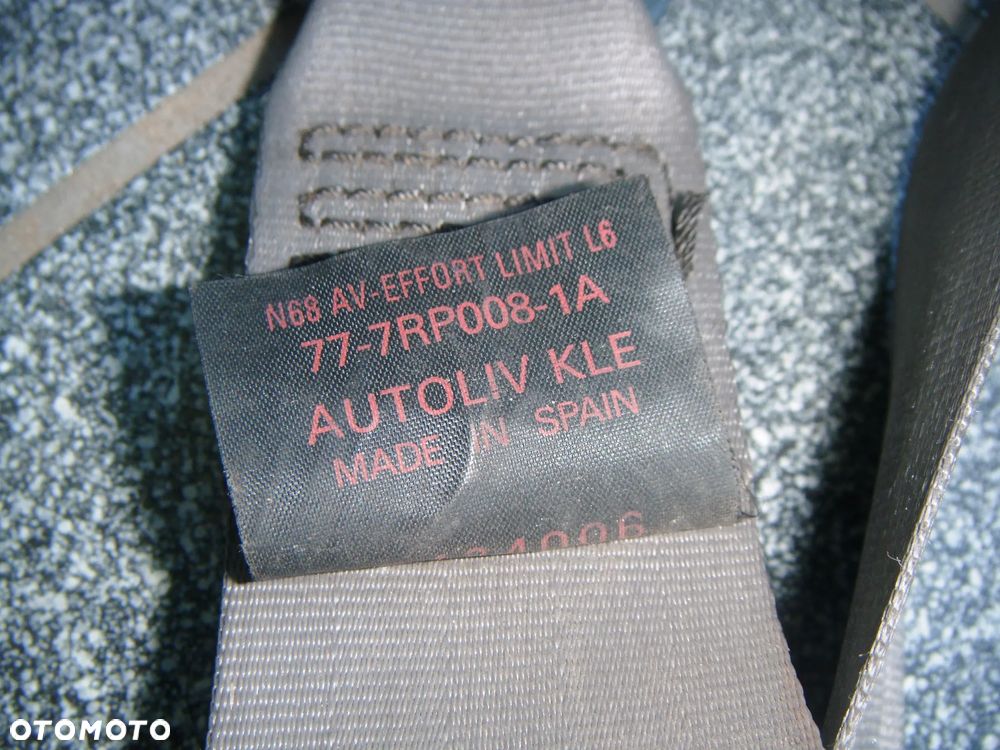 N68 AV-EFFORT LIMIT L6
77-7RP008-1A
AUTOLIV KLE
MADE IN SPAIN
OTOMOTO